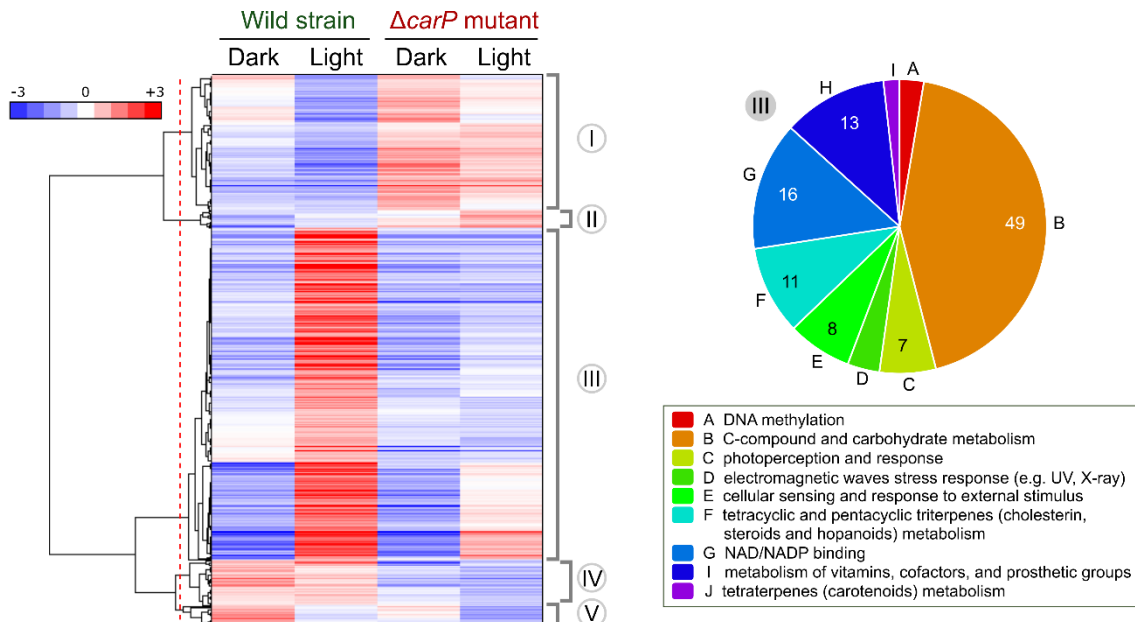 Wild strain ΔcarP mutant
Dark Light Dark Light
-3 0 +3
I
II
III
IV
V
III
A
B
C
D
E
F
G
H
I
49
7
8
11
16
13
A DNA methylation
B C-compound and carbohydrate metabolism
C photoperception and response
D electromagnetic waves stress response (e.g. UV, X-ray)
E cellular sensing and response to external stimulus
F tetracyclic and pentacyclic triterpenes (cholesterin,
steroids and hopanoids) metabolism
G NAD/NADP binding
I metabolism of vitamins, cofactors, and prosthetic groups
J tetraterpenes (carotenoids) metabolism